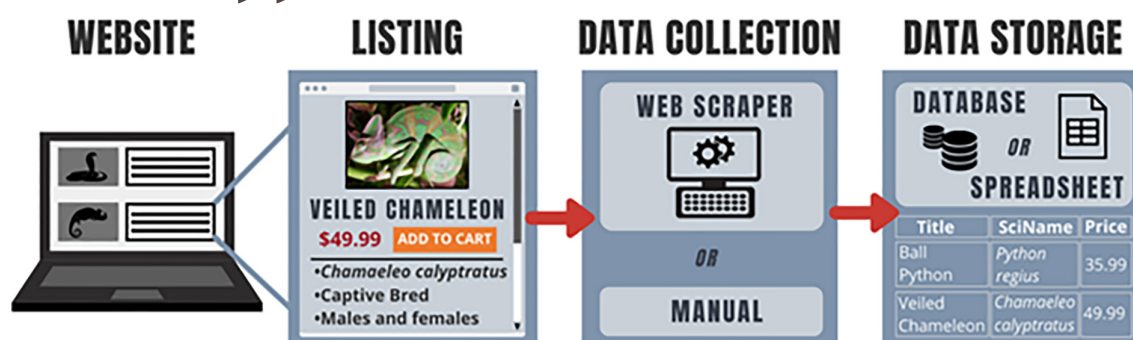 WEBSITE
LISTING
DATA COLLECTION
DATA STORAGE
VEILED CHAMELEON
$49.99 ADD TO CART
•Chamaeleo calyptratus
•Captive Bred
•Males and females
WEB SCRAPER
OR
MANUAL
DATABASE
OR
SPREADSHEET
Title SciName Price
Ball Python Python regius 35.99
Veiled Chameleon Chamaeleo calyptratus 49.99